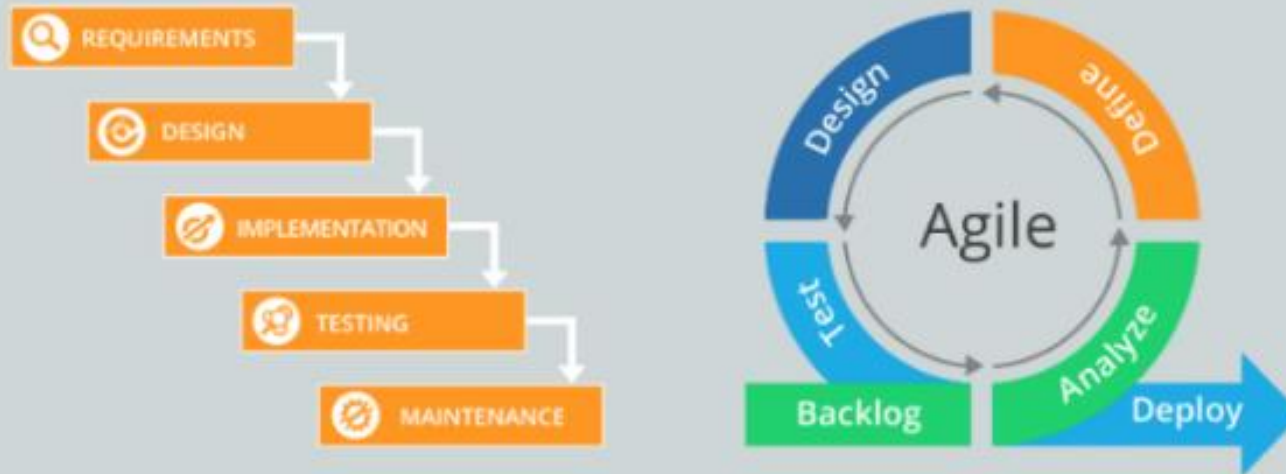 REQUIREMENTS
DESIGN
IMPLEMENTATION
TESTING
MAINTENANCE
Design
Define
Agile
Test
Analyze
Backlog
Deploy